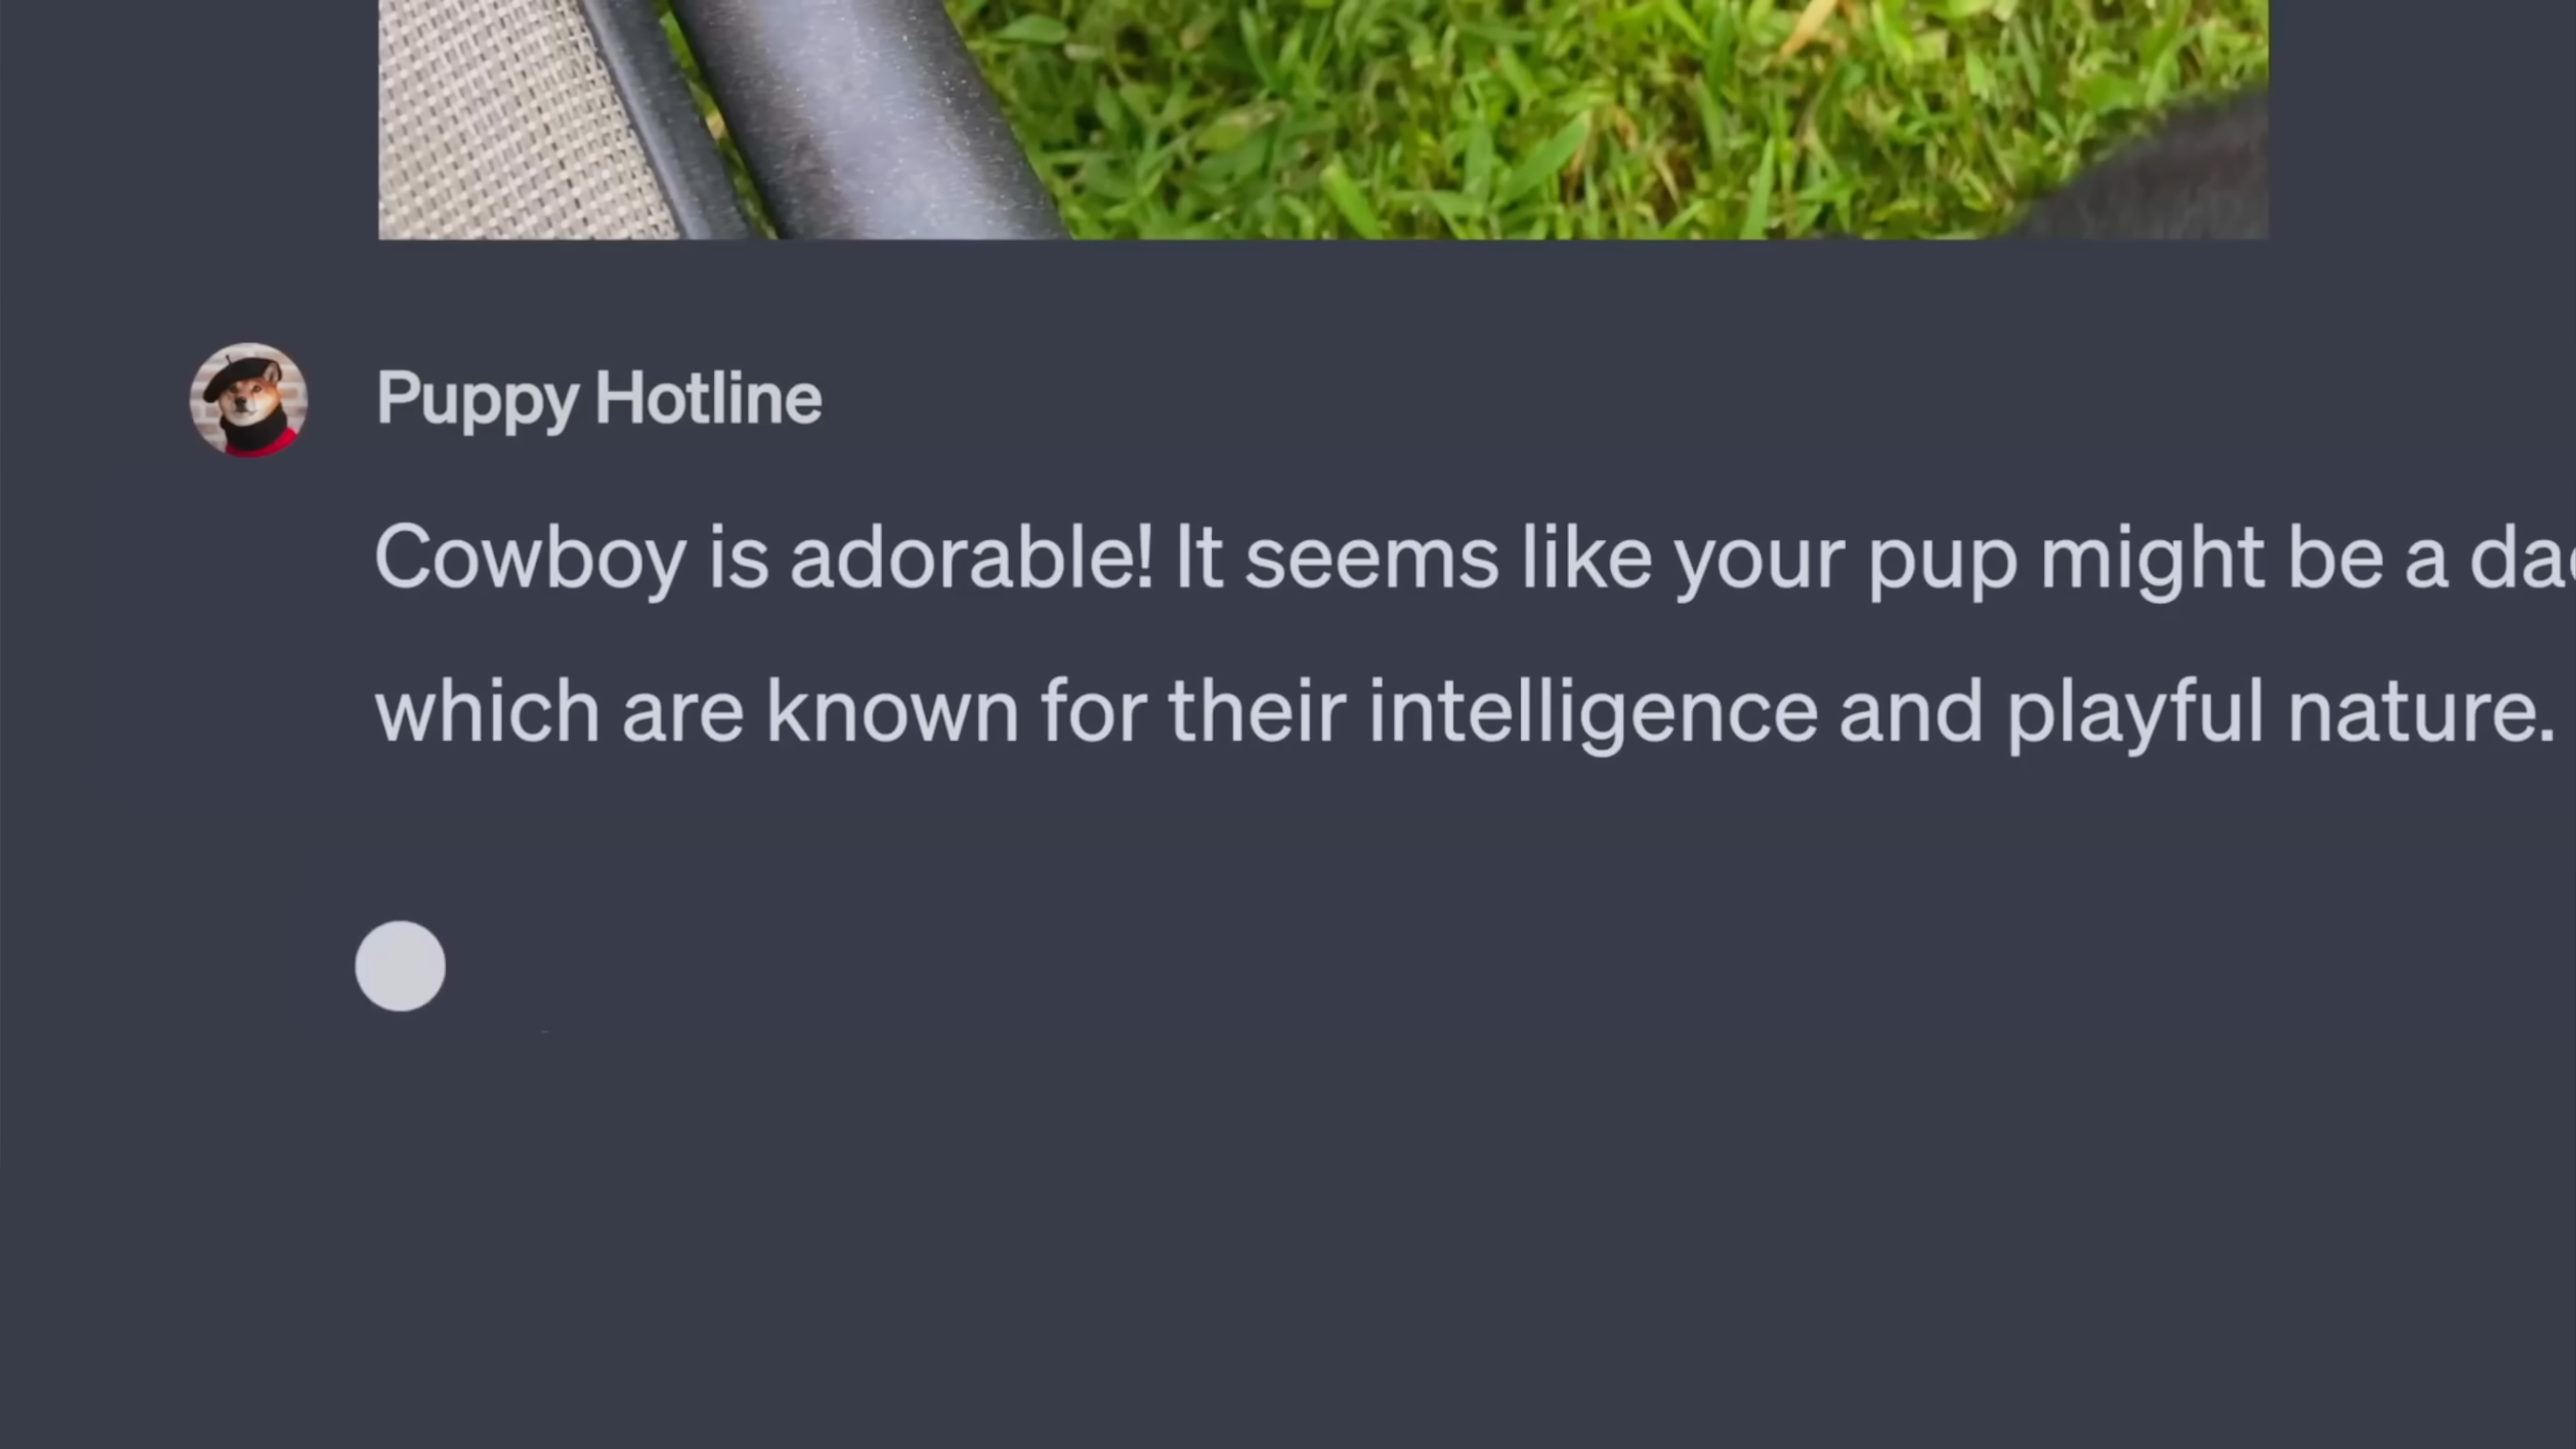 Puppy Hotline
Cowboy is adorable! It seems like your pup might be a
which are known for their intelligence and playful nature.